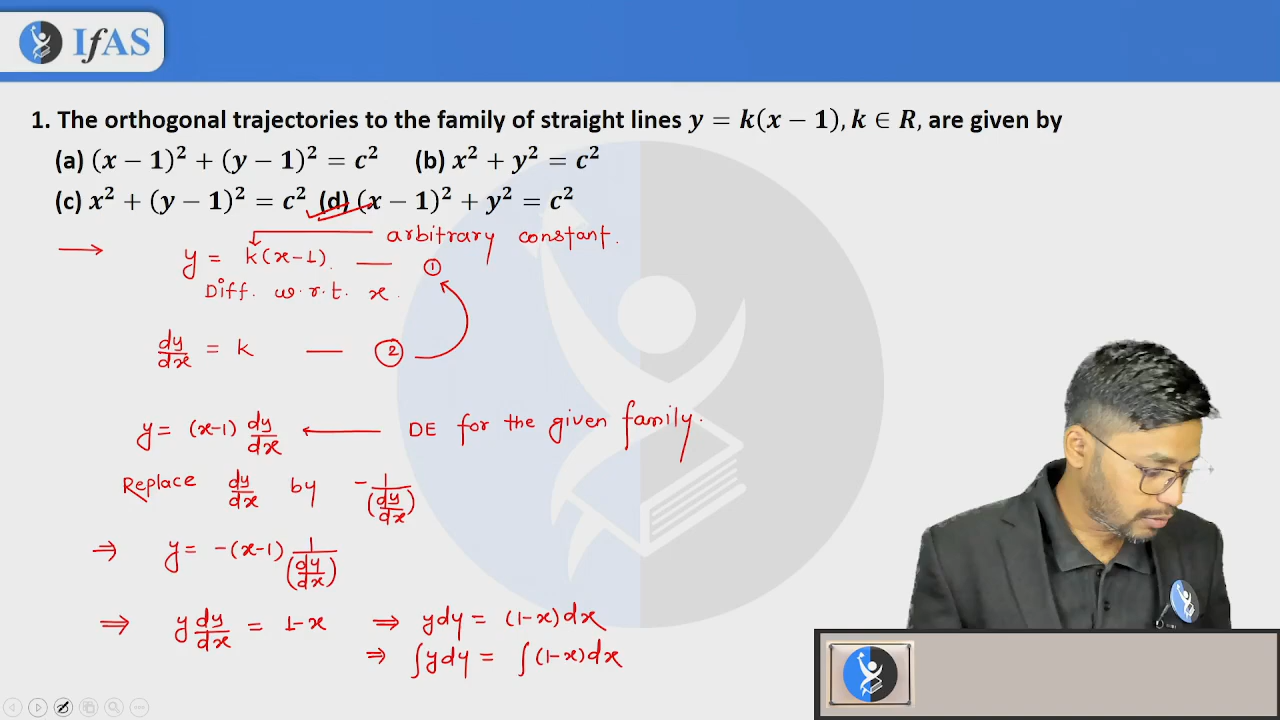 IfAS
1. The orthogonal trajectories to the family of straight lines y = k(x − 1), k ∈ R, are given by
(a) (x − 1)² + (y − 1)² = c² (b) x² + y² = c²
(c) x² + (y − 1)² = c² (d) (x − 1)² + y² = c²
arbitrary constant.
y = k(x-1). — ①
Diff. w.r.t. x.
dy/dx = k — ②
y = (x-1) dy/dx ← DE for the given family.
Replace dy/dx by - 1/(dy/dx)
⇒ y = -(x-1) 1/(dy/dx)
⇒ y dy/dx = 1-x ⇒ ydy = (1-x)dx
⇒ ∫ydy = ∫(1-x)dx